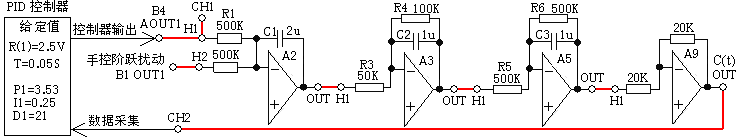 PID 控制器
给定值
R(1)=2.5V
T=0.05S
P1=3.53
I1=0.25
D1=21
控制器输出
B4
AOUT1
H1
CH1
R1
500K
手控阶跃扰动
B1 OUT1
H2
500K
C1
2u
A2
OUT
H1
R3
50K
R4
100K
C2
1u
A3
OUT
H1
R5
500K
R6
500K
C3
1u
A5
OUT
H1
20K
20K
A9
OUT
C(t)
数据采集
CH2